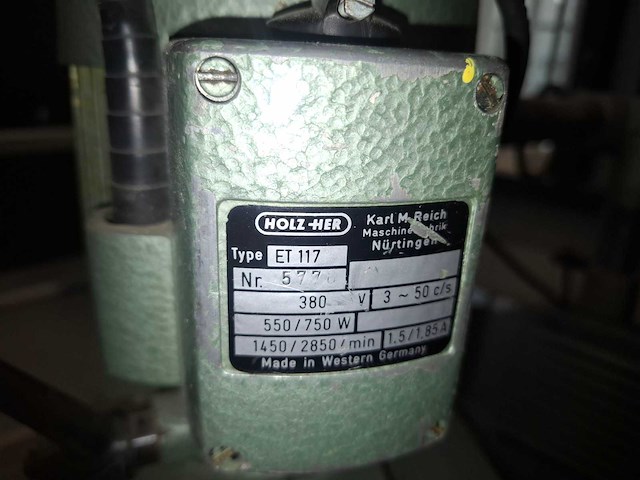 HOLZ-HER
Karl M. Reich
Maschinenfabrik
Nürtingen
Type ET 117
Nr.
380 V 3 ~ 50 c/s
550/750 W
1450/2850/min 1.5/1.85 A
Made in Western Germany